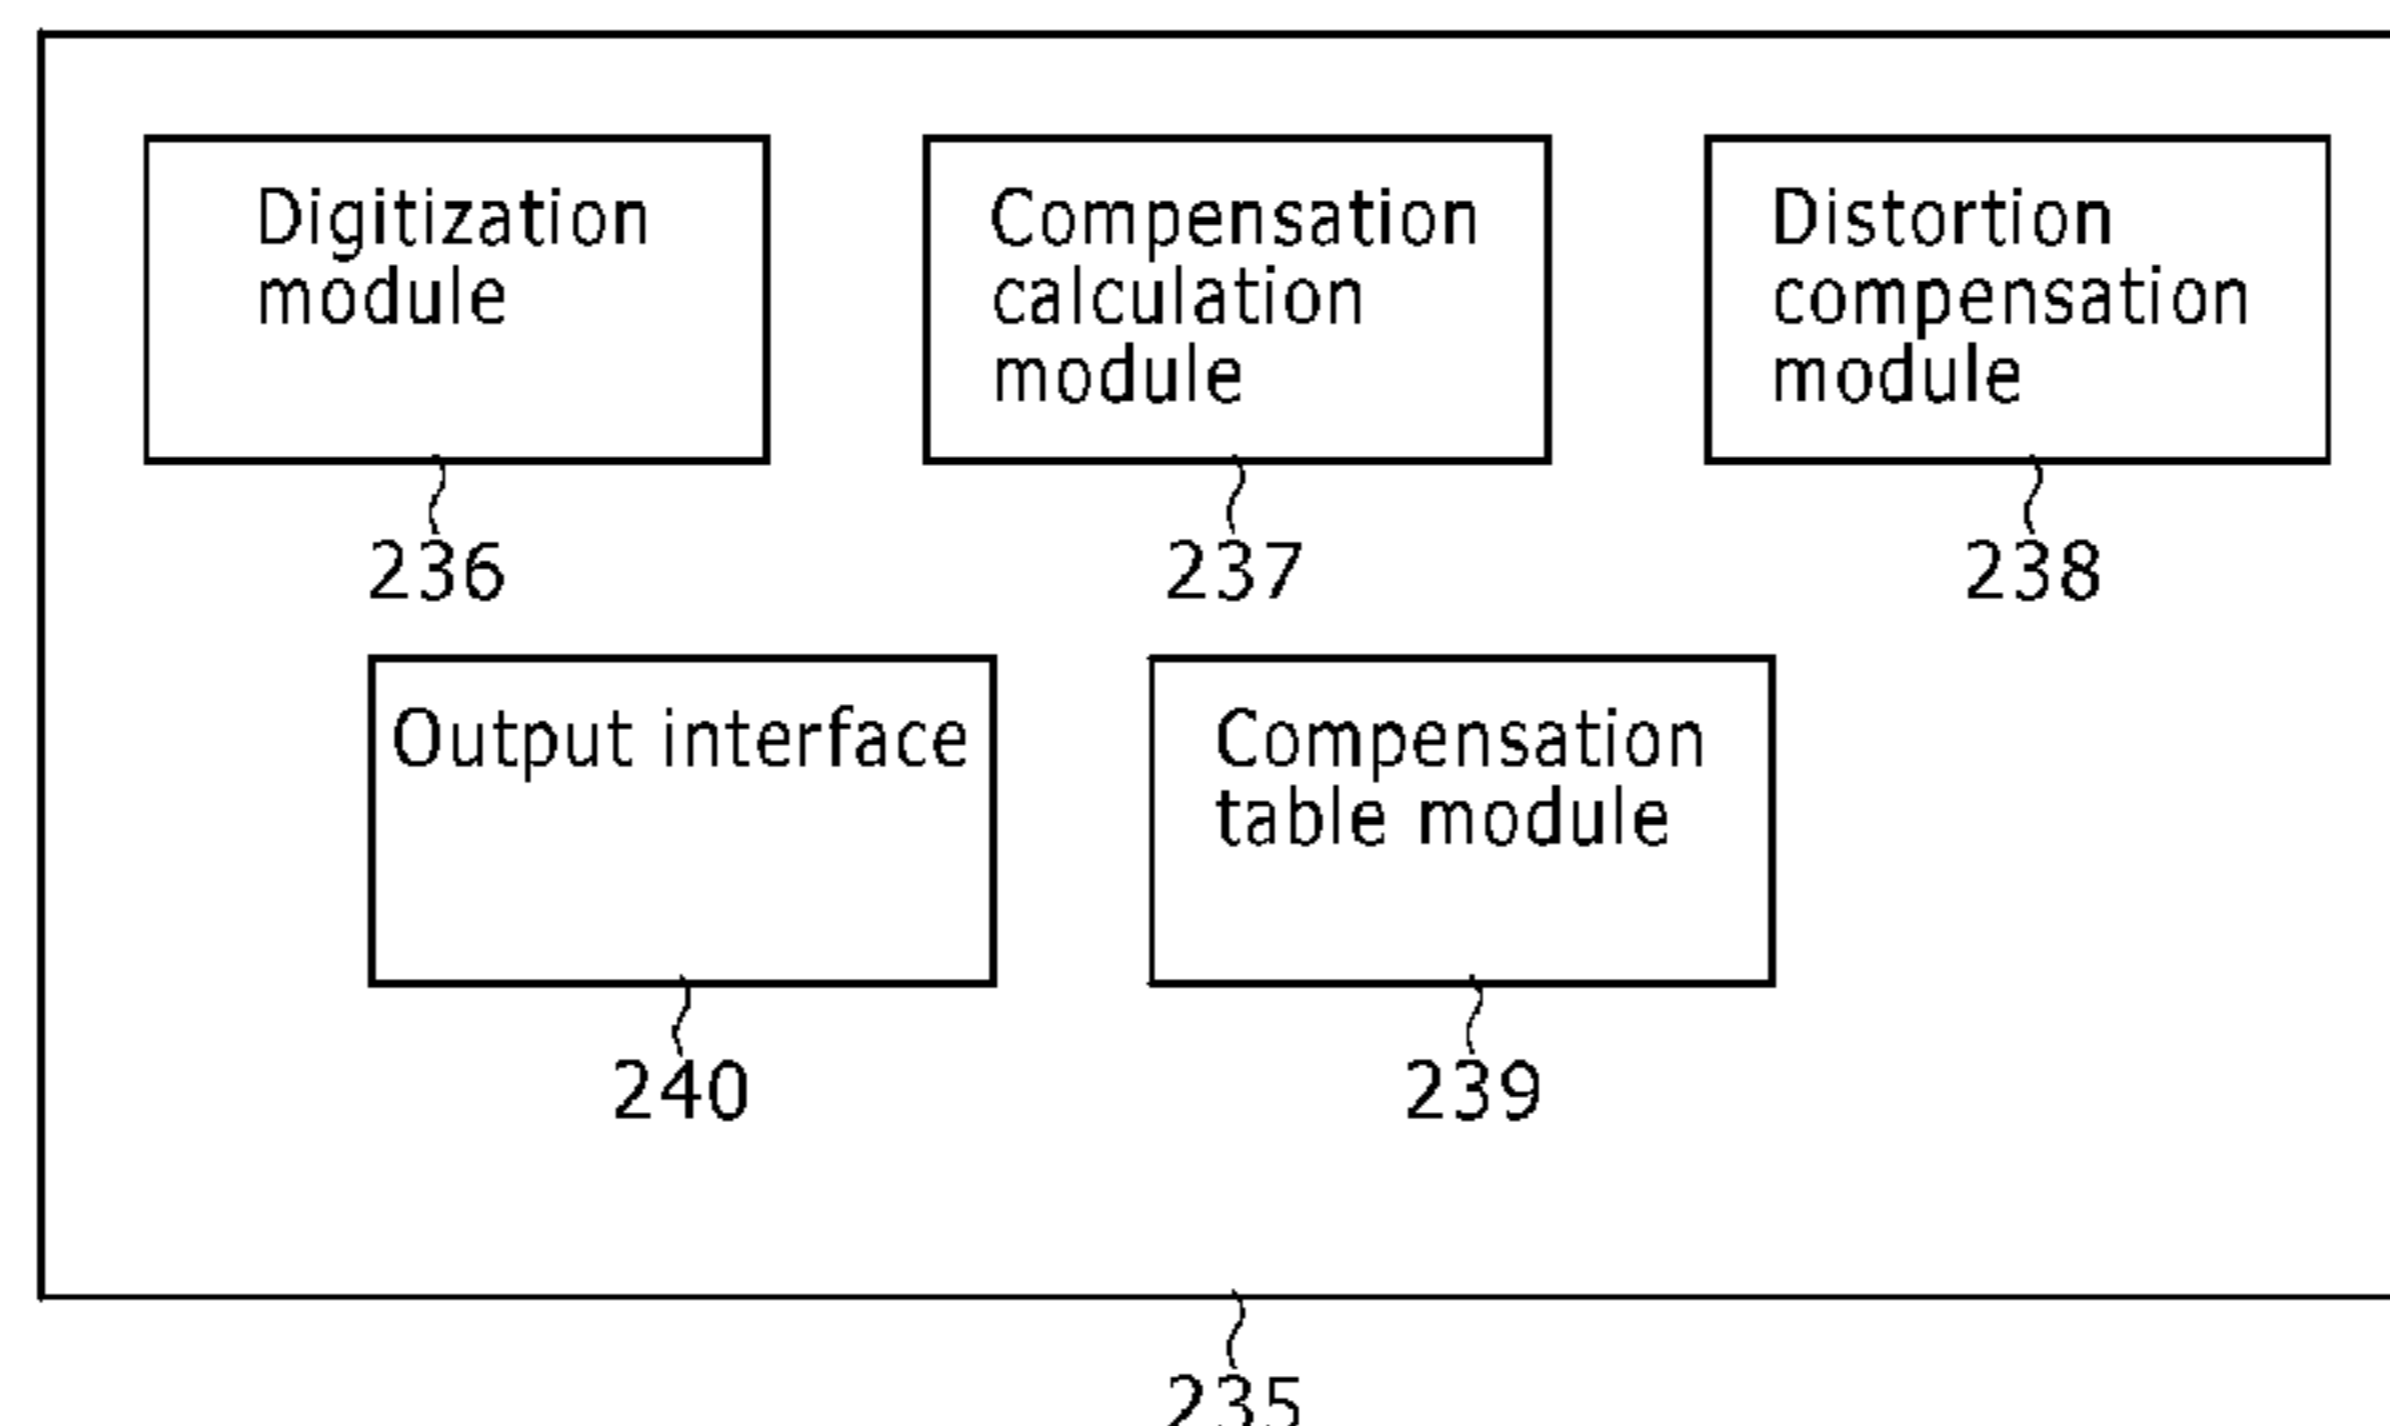 Digitization
module
Compensation
calculation
module
Distortion
compensation
module
236
237
238
Output interface
Compensation
table module
240
239
235